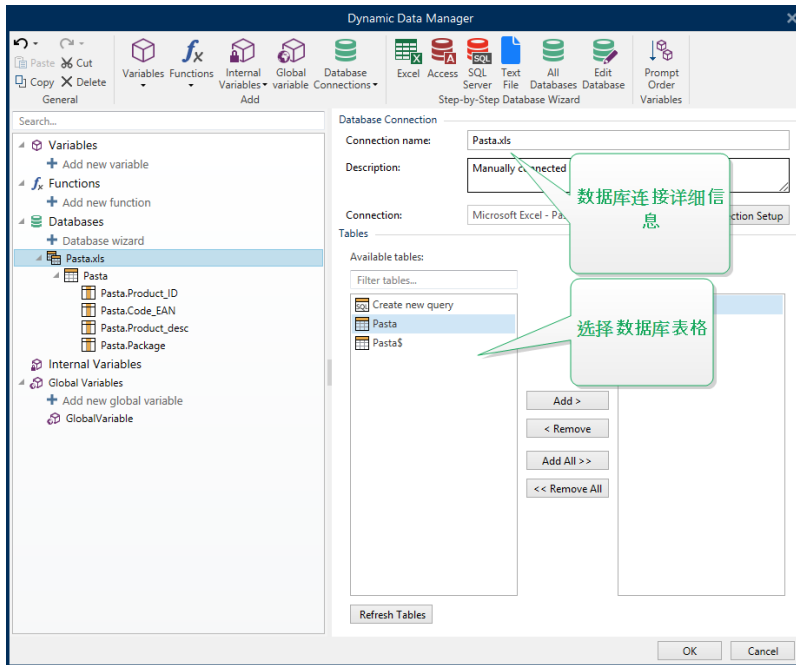 Dynamic Data Manager
Paste
Cut
Copy
Delete
General
Variables
Functions
Internal
Variables
Global
variable
Database
Connections
Add
Excel
Access
SQL
Server
Text
File
All
Databases
Edit
Database
Step-by-Step Database Wizard
Prompt
Order
Variables
Search...
Variables
Add new variable
Functions
Add new function
Databases
Database wizard
Pasta.xls
Pasta
Pasta.Product_ID
Pasta.Code_EAN
Pasta.Product_desc
Pasta.Package
Internal Variables
Global Variables
Add new global variable
GlobalVariable
Database Connection
Connection name:
Pasta.xls
Description:
Manually connected
Connection:
Microsoft Excel - Pa
ction Setup
数据库连接详细信
息
Tables
Available tables:
Filter tables...
SQL Create new query
Pasta
Pasta$
选择数据库表格
Add >
< Remove
Add All >>
<< Remove All
Refresh Tables
OK
Cancel